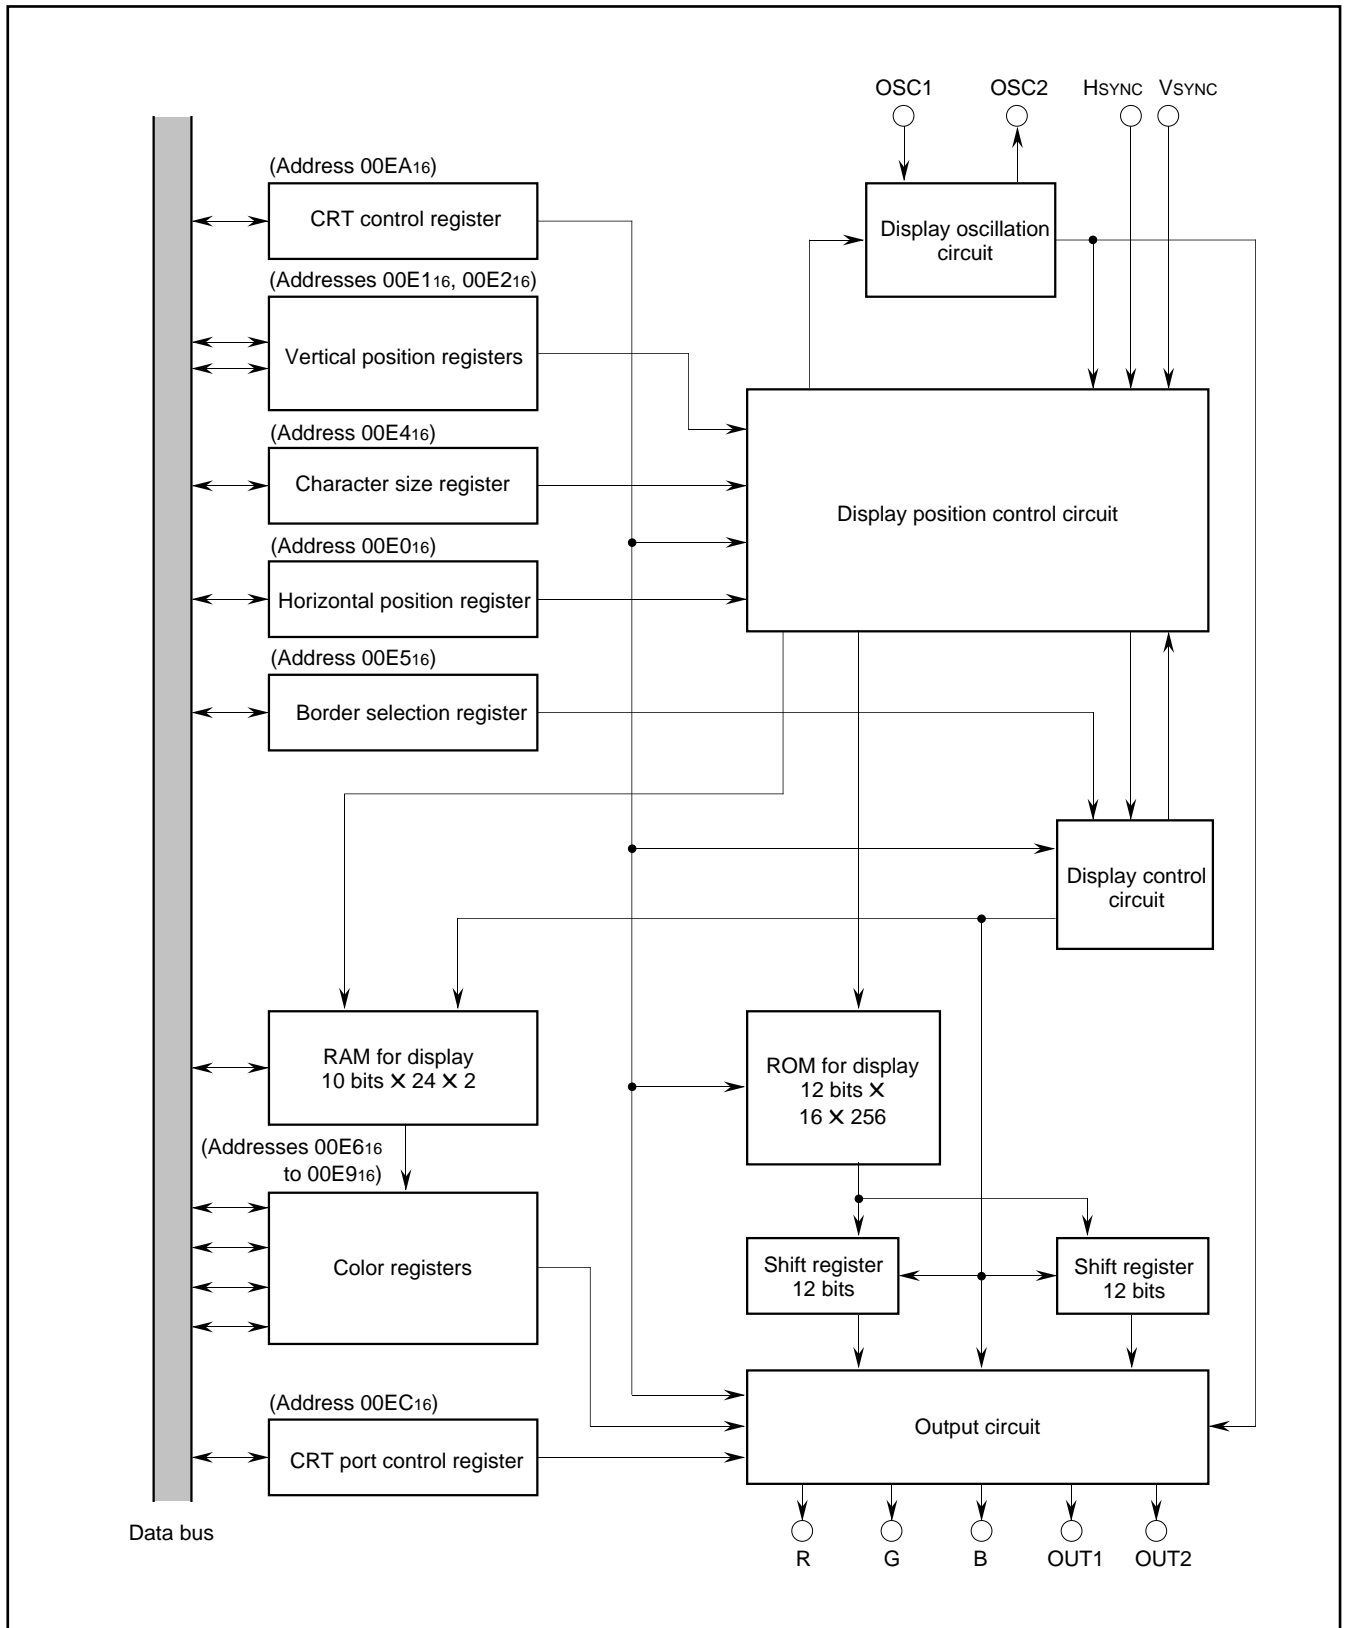 OSC1 OSC2 HSYNC VSYNC
(Address 00EA16)
CRT control register
Display oscillation
circuit
(Addresses 00E116, 00E216)
Vertical position registers
(Address 00E416)
Character size register
Display position control circuit
(Address 00E016)
Horizontal position register
(Address 00E516)
Border selection register
Display control
circuit
RAM for display
10 bits × 24 × 2
ROM for display
12 bits ×
16 × 256
(Addresses 00E616
to 00E916)
Color registers
Shift register
12 bits
Shift register
12 bits
(Address 00EC16)
CRT port control register
Output circuit
Data bus
R G B OUT1 OUT2